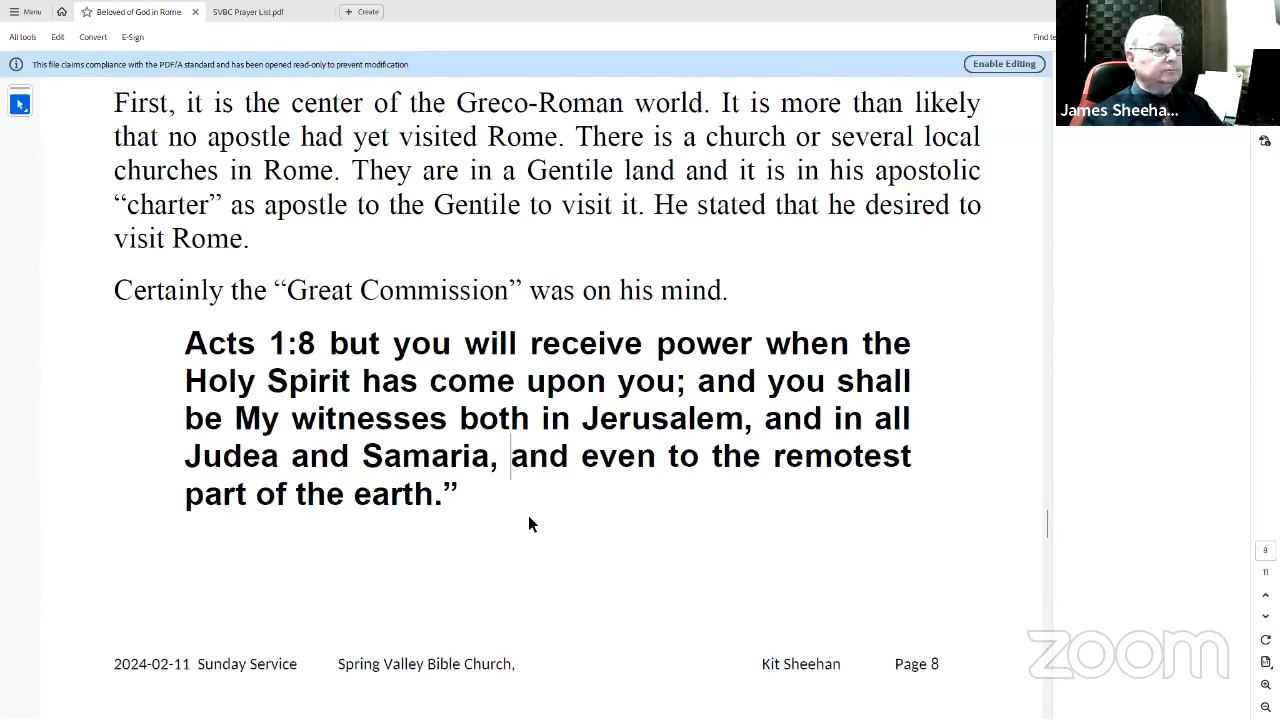 Menu
Beloved of God in Rome
SVBC Prayer List.pdf
Create
All tools Edit Convert E-Sign
Find te
This file claims compliance with the PDF/A standard and has been opened read-only to prevent modification.
Enable Editing
James Sheeha...
First, it is the center of the Greco-Roman world. It is more than likely
that no apostle had yet visited Rome. There is a church or several local
churches in Rome. They are in a Gentile land and it is in his apostolic
“charter” as apostle to the Gentile to visit it. He stated that he desired to
visit Rome.
Certainly the “Great Commission” was on his mind.
Acts 1:8 but you will receive power when the
Holy Spirit has come upon you; and you shall
be My witnesses both in Jerusalem, and in all
Judea and Samaria, and even to the remotest
part of the earth.”
8
11
2024-02-11 Sunday Service Spring Valley Bible Church, Kit Sheehan Page 8
zoom